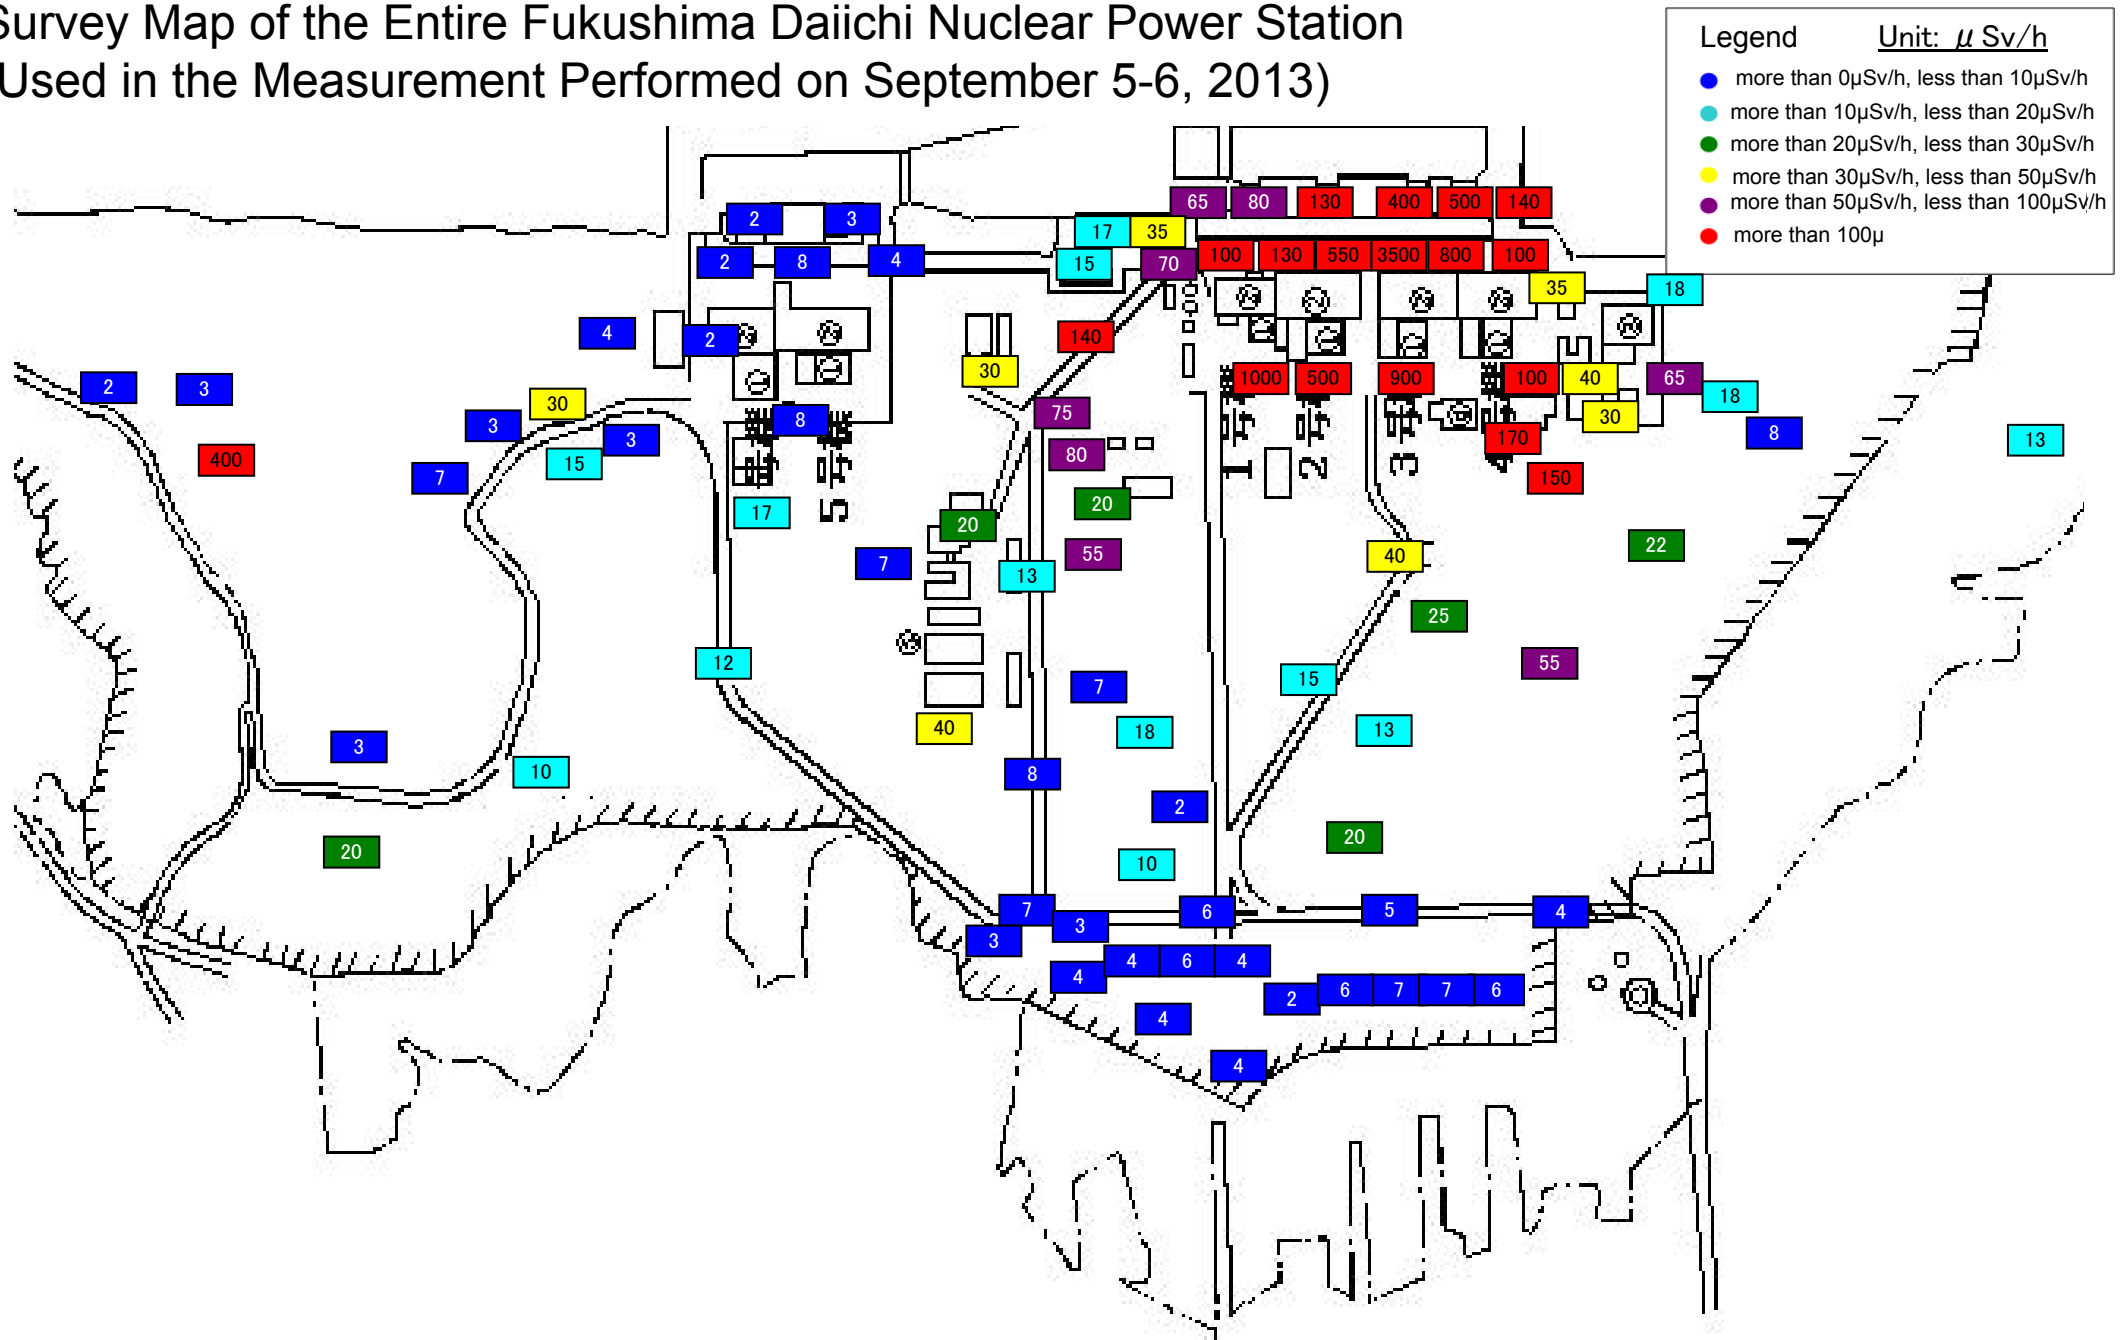 Survey Map of the Entire Fukushima Daiichi Nuclear Power Station
(Used in the Measurement Performed on September 5-6, 2013)
Legend Unit: μ Sv/h
more than 0μSv/h, less than 10μSv/h
more than 10μSv/h, less than 20μSv/h
more than 20μSv/h, less than 30μSv/h
more than 30μSv/h, less than 50μSv/h
more than 50μSv/h, less than 100μSv/h
more than 100μ
65 80 130 400 500 140
2 3 17 35
2 8 4 15 70 100 130 550 3500 800 100
35 18
4 2 140
30 1000 500 900 100 40 65
2 3 30 18
3 8 75 30
3 170 8 13
400 15 80
7 150
17 20 20
7 55 40 22
13
25
12 15 55
7
40 18 13
3 8
10
2
20 10 20
7 6 5 4
3 3
4 6 4
4
2 6 7 7 6
4
4
1 2 3 4 5